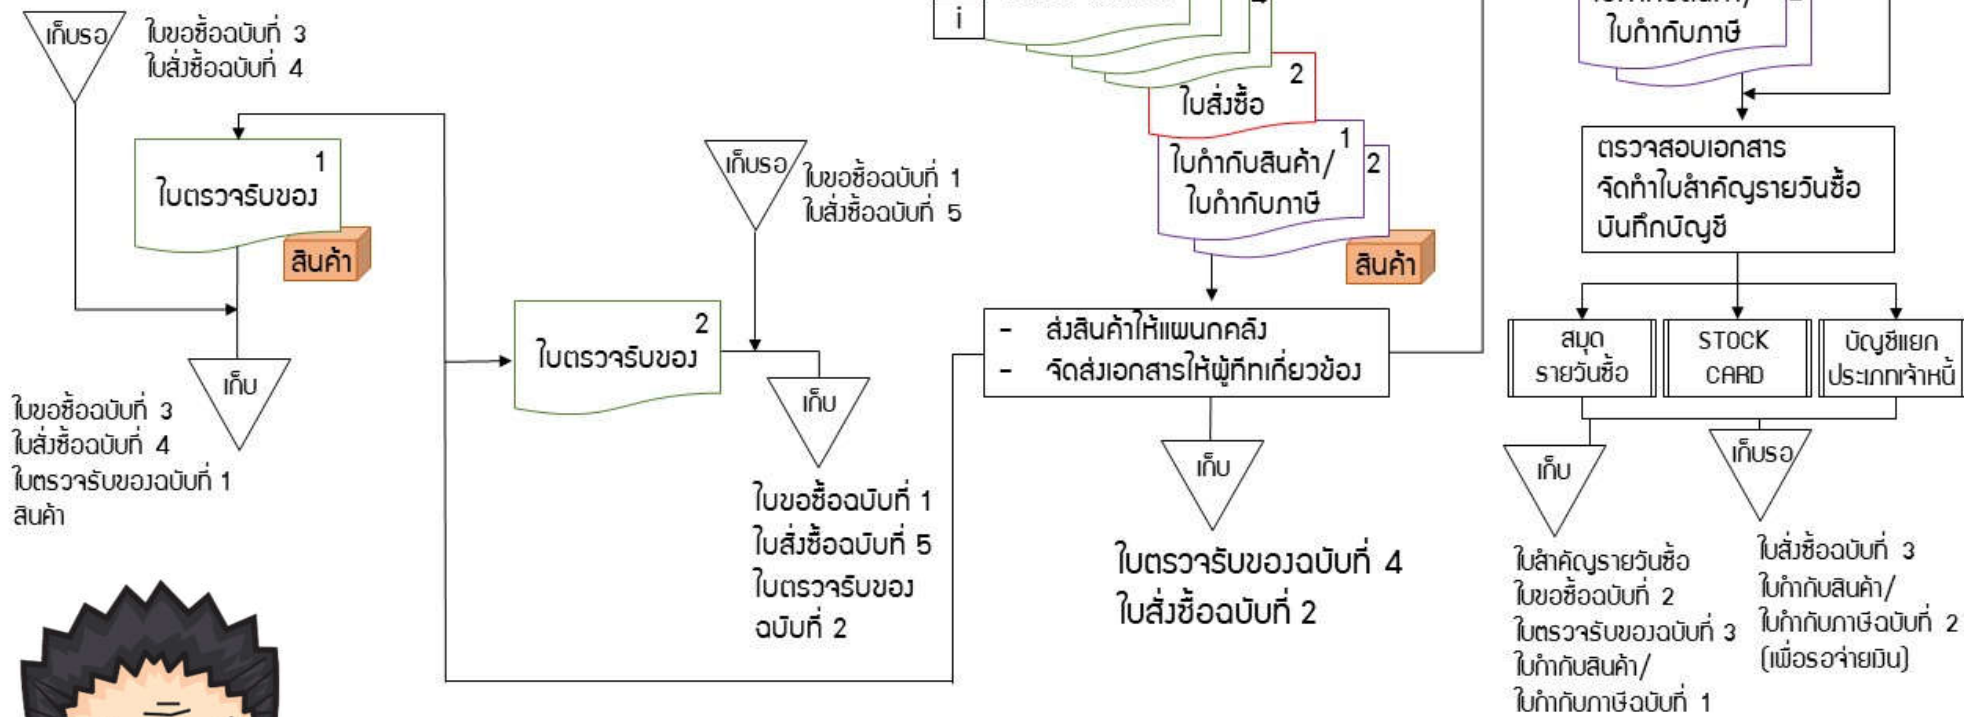 เก็บรอ
ใบขอซื้อฉบับที่ 3
ใบสั่งซื้อฉบับที่ 4
1
ใบตรวจรับของ
สินค้า
เก็บ
ใบขอซื้อฉบับที่ 3
ใบสั่งซื้อฉบับที่ 4
ใบตรวจรับของฉบับที่ 1
สินค้า
เก็บรอ
ใบขอซื้อฉบับที่ 1
ใบสั่งซื้อฉบับที่ 5
2
ใบตรวจรับของ
เก็บ
ใบขอซื้อฉบับที่ 1
ใบสั่งซื้อฉบับที่ 5
ใบตรวจรับของ
ฉบับที่ 2
i
2
ใบสั่งซื้อ
1
2
ใบกำกับสินค้า/
ใบกำกับภาษี
สินค้า
- ส่งสินค้าให้แผนกคลัง
- จัดส่งเอกสารให้ผู้ที่ทเกี่ยวข้อง
เก็บ
ใบตรวจรับของฉบับที่ 4
ใบสั่งซื้อฉบับที่ 2
ใบกำกับภาษี
ตรวจสอบเอกสาร
จัดทำใบสำคัญรายวันซื้อ
บันทึกบัญชี
สมุด
รายวันซื้อ
STOCK
CARD
บัญชีแยก
ประเภทเจ้าหนี้
เก็บ
ใบสำคัญรายวันซื้อ
ใบขอซื้อฉบับที่ 2
ใบตรวจรับของฉบับที่ 3
ใบกำกับสินค้า/
ใบกำกับภาษีฉบับที่ 1
เก็บรอ
ใบสั่งซื้อฉบับที่ 3
ใบกำกับสินค้า/
ใบกำกับภาษีฉบับที่ 2
(เพื่อรอจ่ายเงิน)